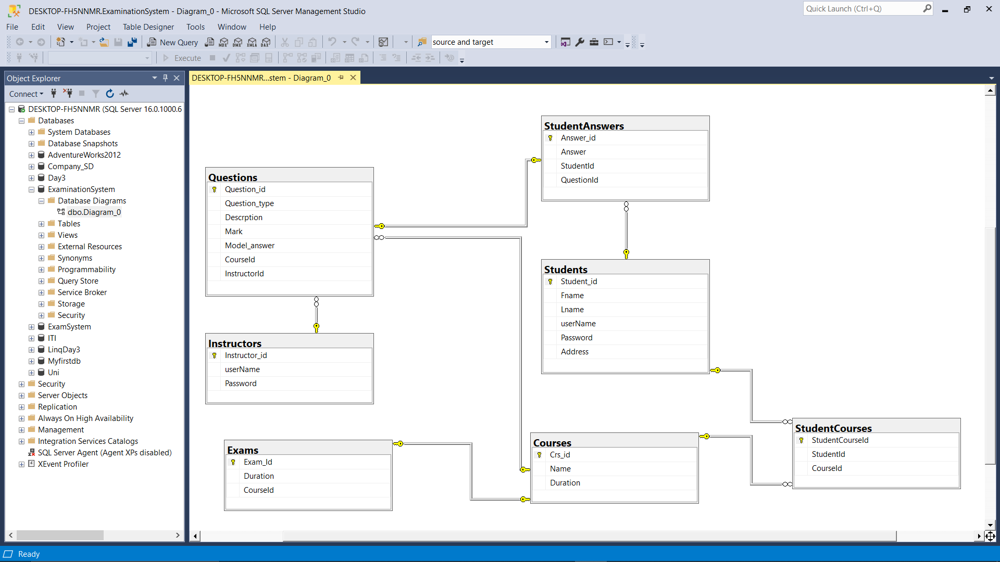 DESKTOP-FH5NNMR.ExaminationSystem - Diagram_0 - Microsoft SQL Server Management Studio
Quick Launch (Ctrl+Q)
File Edit View Project Table Designer Tools Window Help
New Query MDX DMX XMLA DAX source and target
Execute
Object Explorer
Connect
DESKTOP-FH5NNMR (SQL Server 16.0.1000.6
Databases
System Databases
Database Snapshots
AdventureWorks2012
Company_SD
Day3
ExaminationSystem
Database Diagrams
dbo.Diagram_0
Tables
Views
External Resources
Synonyms
Programmability
Query Store
Service Broker
Storage
Security
ExamSystem
ITI
LinqDay3
Myfirstdb
Uni
Security
Server Objects
Replication
Always On High Availability
Management
Integration Services Catalogs
SQL Server Agent (Agent XPs disabled)
XEvent Profiler
DESKTOP-FH5NNMR...stem - Diagram_0
StudentAnswers
Answer_id
Answer
StudentId
QuestionId
Questions
Question_id
Question_type
Descrption
Mark
Model_answer
CourseId
InstructorId
Students
Student_id
Fname
Lname
userName
Password
Address
Instructors
Instructor_id
userName
Password
StudentCourses
StudentCourseId
StudentId
CourseId
Courses
Crs_id
Name
Duration
Exams
Exam_Id
Duration
CourseId
Ready